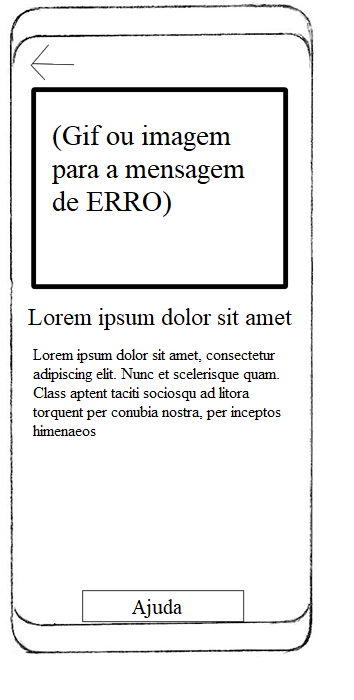 (Gif ou imagem
para a mensagem
de ERRO)
Lorem ipsum dolor sit amet
Lorem ipsum dolor sit amet, consectetur
adipiscing elit. Nunc et scelerisque quam.
Class aptent taciti sociosqu ad litora
torquent per conubia nostra, per inceptos
himenaeos
Ajuda